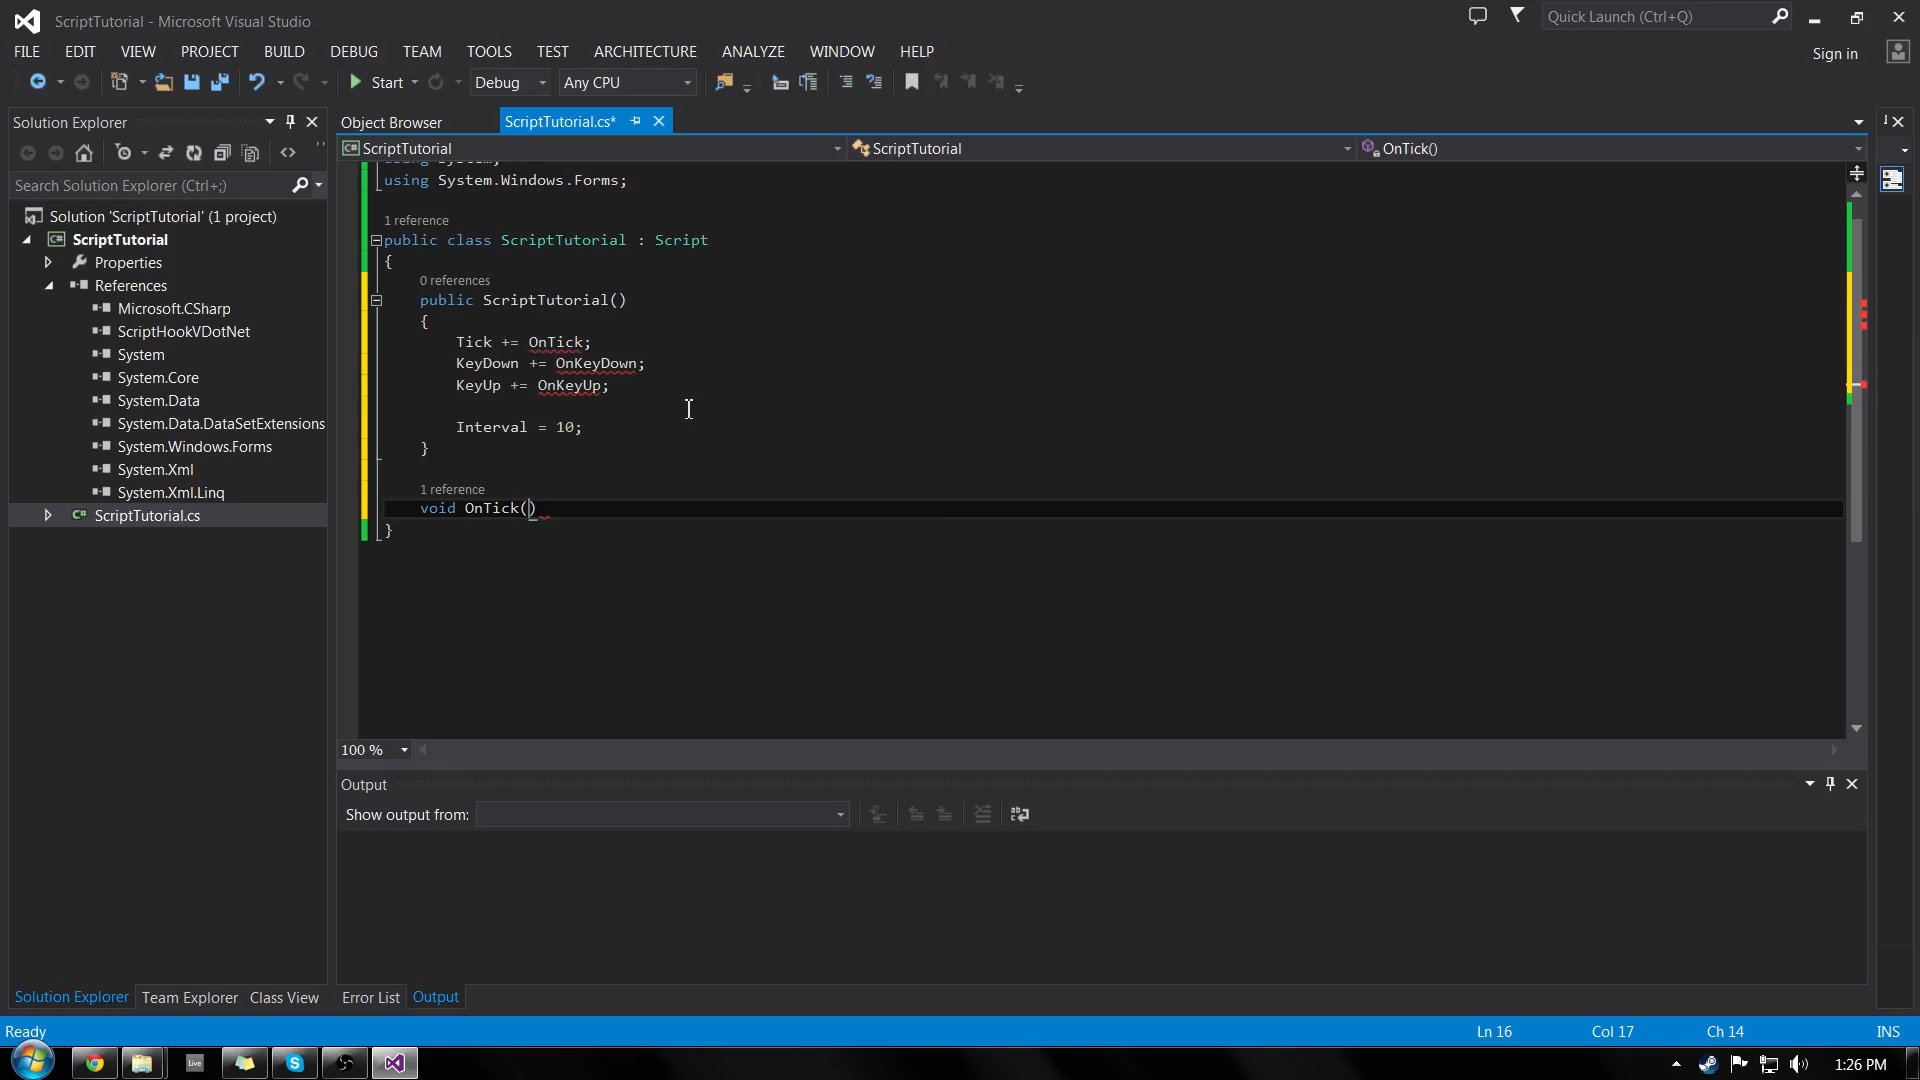 ScriptTutorial - Microsoft Visual Studio
Quick Launch (Ctrl+Q)
FILE EDIT VIEW PROJECT BUILD DEBUG TEAM TOOLS TEST ARCHITECTURE ANALYZE WINDOW HELP
Sign in
Start Debug Any CPU
Solution Explorer
Search Solution Explorer (Ctrl+;)
Solution 'ScriptTutorial' (1 project)
C# ScriptTutorial
Properties
References
Microsoft.CSharp
ScriptHookVDotNet
System
System.Core
System.Data
System.Data.DataSetExtensions
System.Windows.Forms
System.Xml
System.Xml.Linq
C# ScriptTutorial.cs
Solution Explorer Team Explorer Class View
Object Browser ScriptTutorial.cs*
C# ScriptTutorial ScriptTutorial OnTick()
using System;
using System.Windows.Forms;
1 reference
public class ScriptTutorial : Script
{
0 references
public ScriptTutorial()
{
Tick += OnTick;
KeyDown += OnKeyDown;
KeyUp += OnKeyUp;
Interval = 10;
}
1 reference
void OnTick()
}
100 %
Output
Show output from:
Error List Output
Ready Ln 16 Col 17 Ch 14 INS
Live
1:26 PM